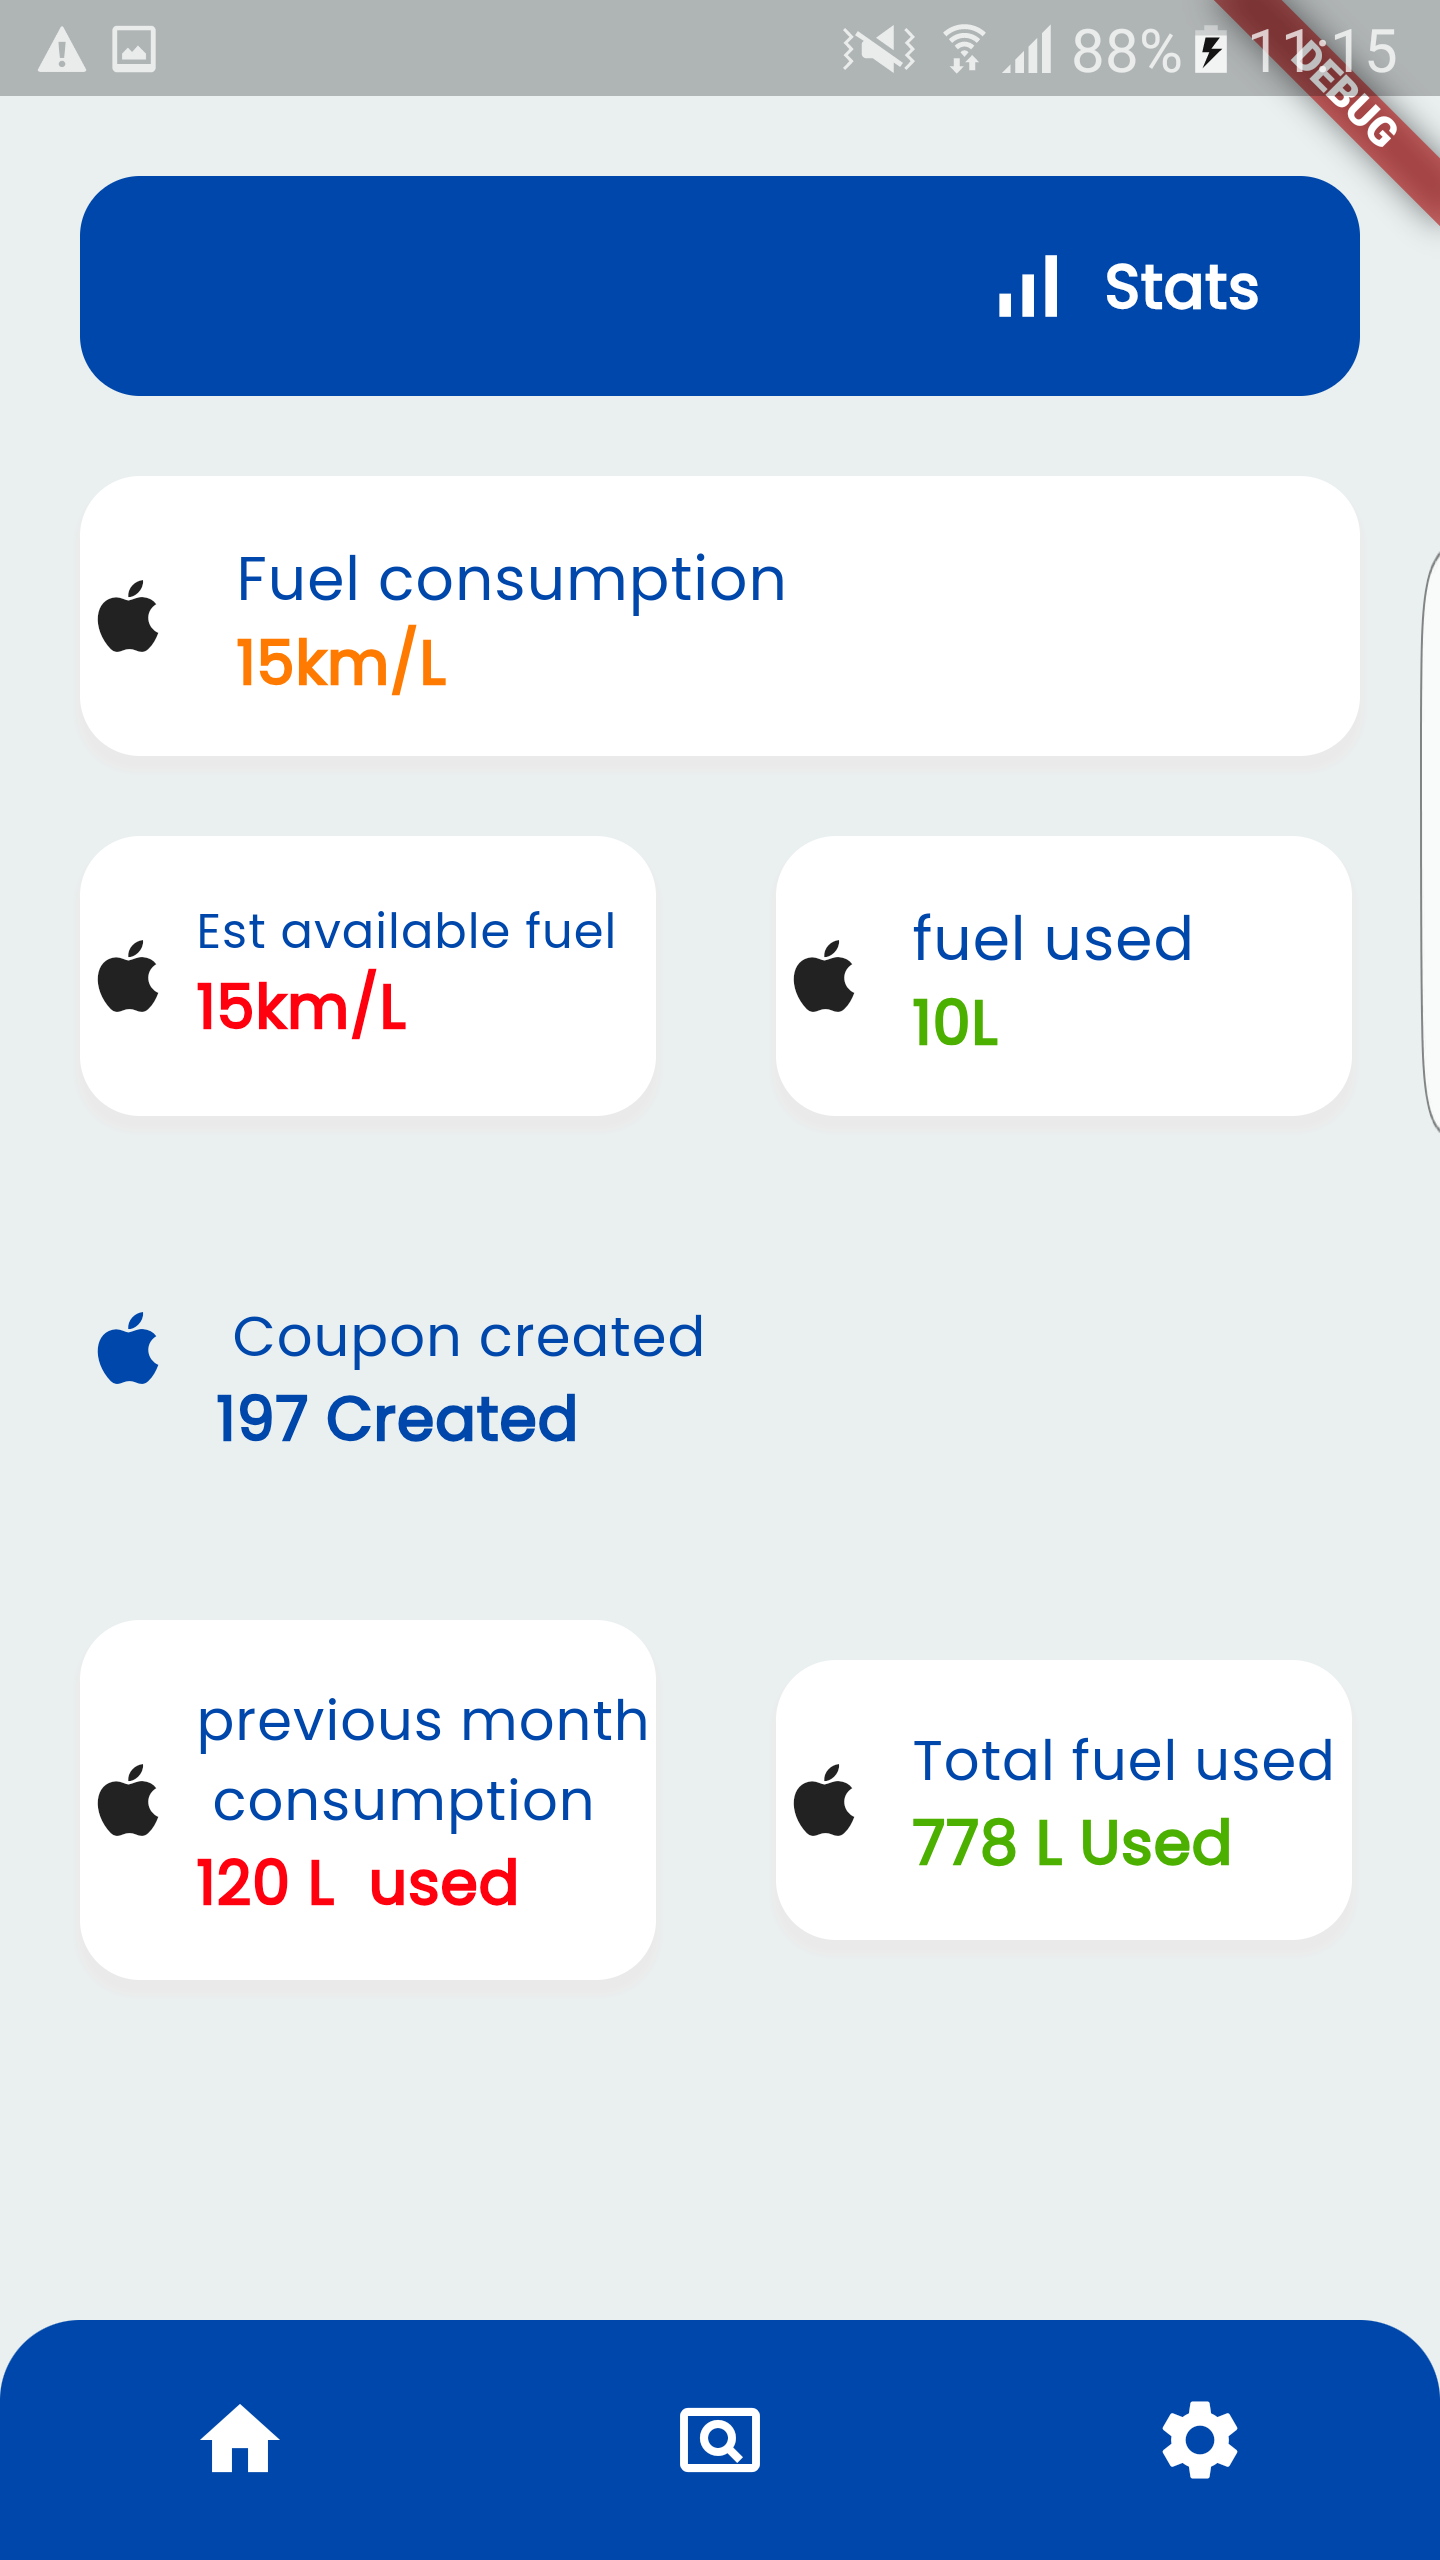 88% 11:15
DEBUG
Stats
Fuel consumption
15km/L
Est available fuel
15km/L
fuel used
10L
Coupon created
197 Created
previous month
consumption
120 L  used
Total fuel used
778 L Used